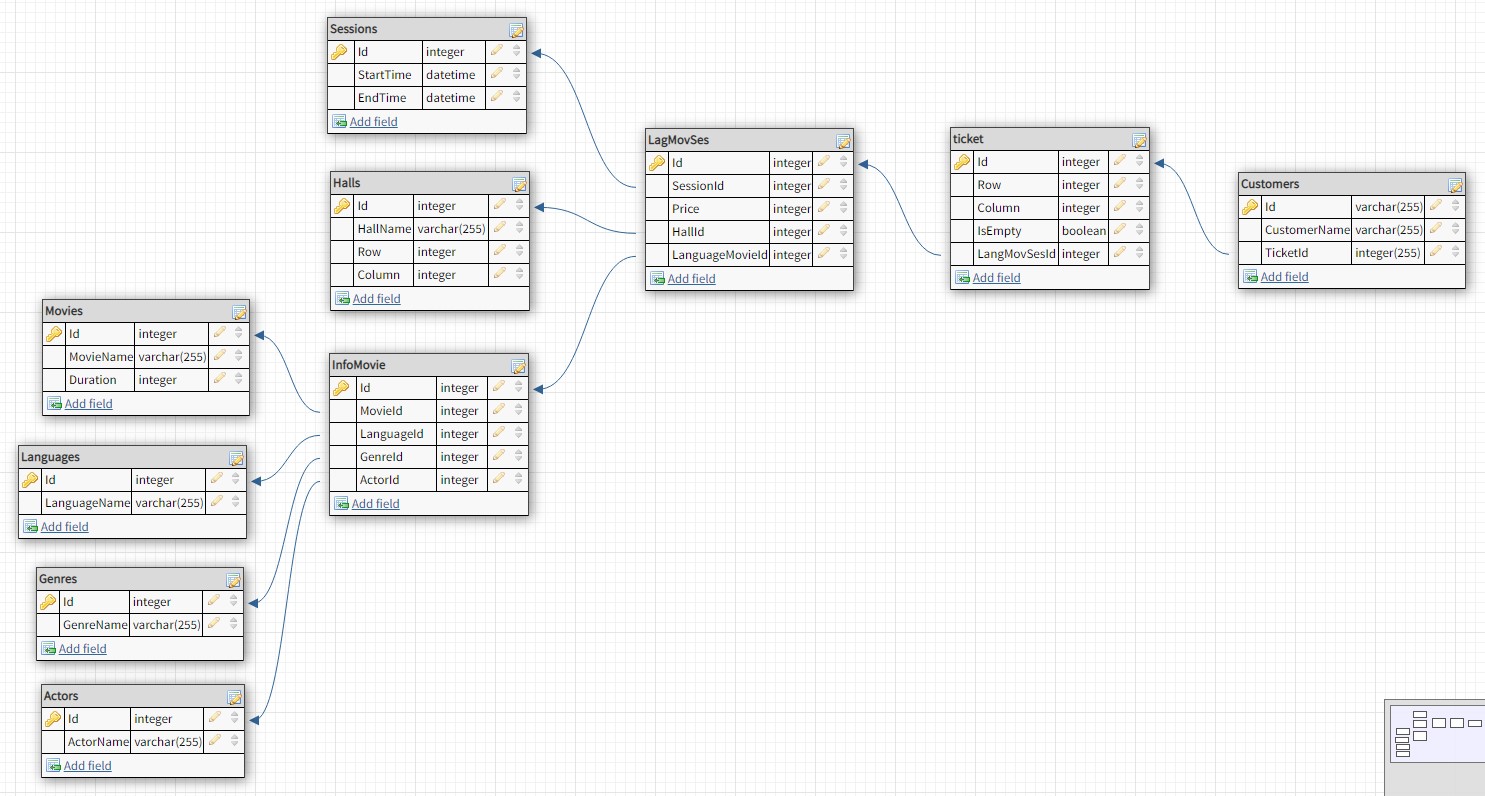 Sessions
Id integer
StartTime datetime
EndTime datetime
Add field
Halls
Id integer
HallName varchar(255)
Row integer
Column integer
Add field
Movies
Id integer
MovieName varchar(255)
Duration integer
Add field
Languages
Id integer
LanguageName varchar(255)
Add field
Genres
Id integer
GenreName varchar(255)
Add field
Actors
Id integer
ActorName varchar(255)
Add field
InfoMovie
Id integer
MovieId integer
LanguageId integer
GenreId integer
ActorId integer
Add field
LagMovSes
Id integer
SessionId integer
Price integer
HallId integer
LanguageMovieId integer
Add field
ticket
Id integer
Row integer
Column integer
IsEmpty boolean
LangMovSesId integer
Add field
Customers
Id varchar(255)
CustomerName varchar(255)
TicketId integer(255)
Add field